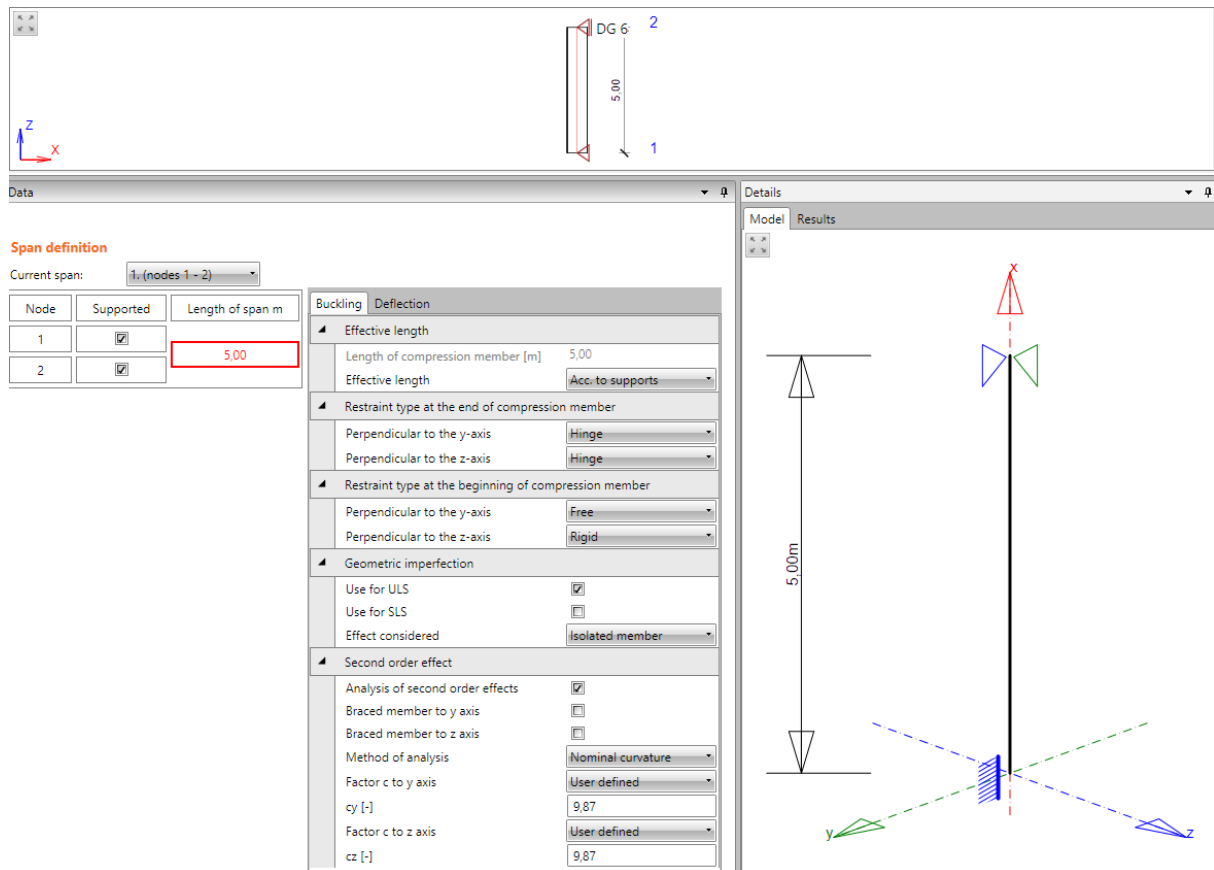 DG 6
2
5,00
1
Z
X
Data
Span definition
Current span: 1. (nodes 1 - 2)
Node Supported Length of span m
1
5,00
2
Buckling Deflection
Effective length
Length of compression member [m] 5,00
Effective length Acc. to supports
Restraint type at the end of compression member
Perpendicular to the y-axis Hinge
Perpendicular to the z-axis Hinge
Restraint type at the beginning of compression member
Perpendicular to the y-axis Free
Perpendicular to the z-axis Rigid
Geometric imperfection
Use for ULS
Use for SLS
Effect considered Isolated member
Second order effect
Analysis of second order effects
Braced member to y axis
Braced member to z axis
Method of analysis Nominal curvature
Factor c to y axis User defined
cy [-] 9,87
Factor c to z axis User defined
cz [-] 9,87
Details
Model Results
x
5,00m
y
z